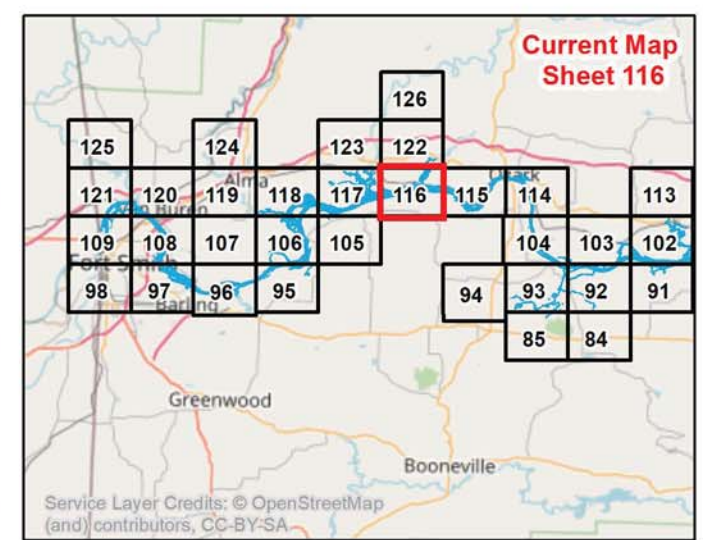 Current Map
Sheet 116
126
125 124 123 122
Ozark
Alma
121 120 119 118 117 116 115 114 113
Van Buren
109 108 107 106 105 104 103 102
Fort Smith
98 97 96 95 94 93 92 91
Barling
85 84
Greenwood
Booneville
Service Layer Credits: © OpenStreetMap
(and) contributors, CC-BY-SA